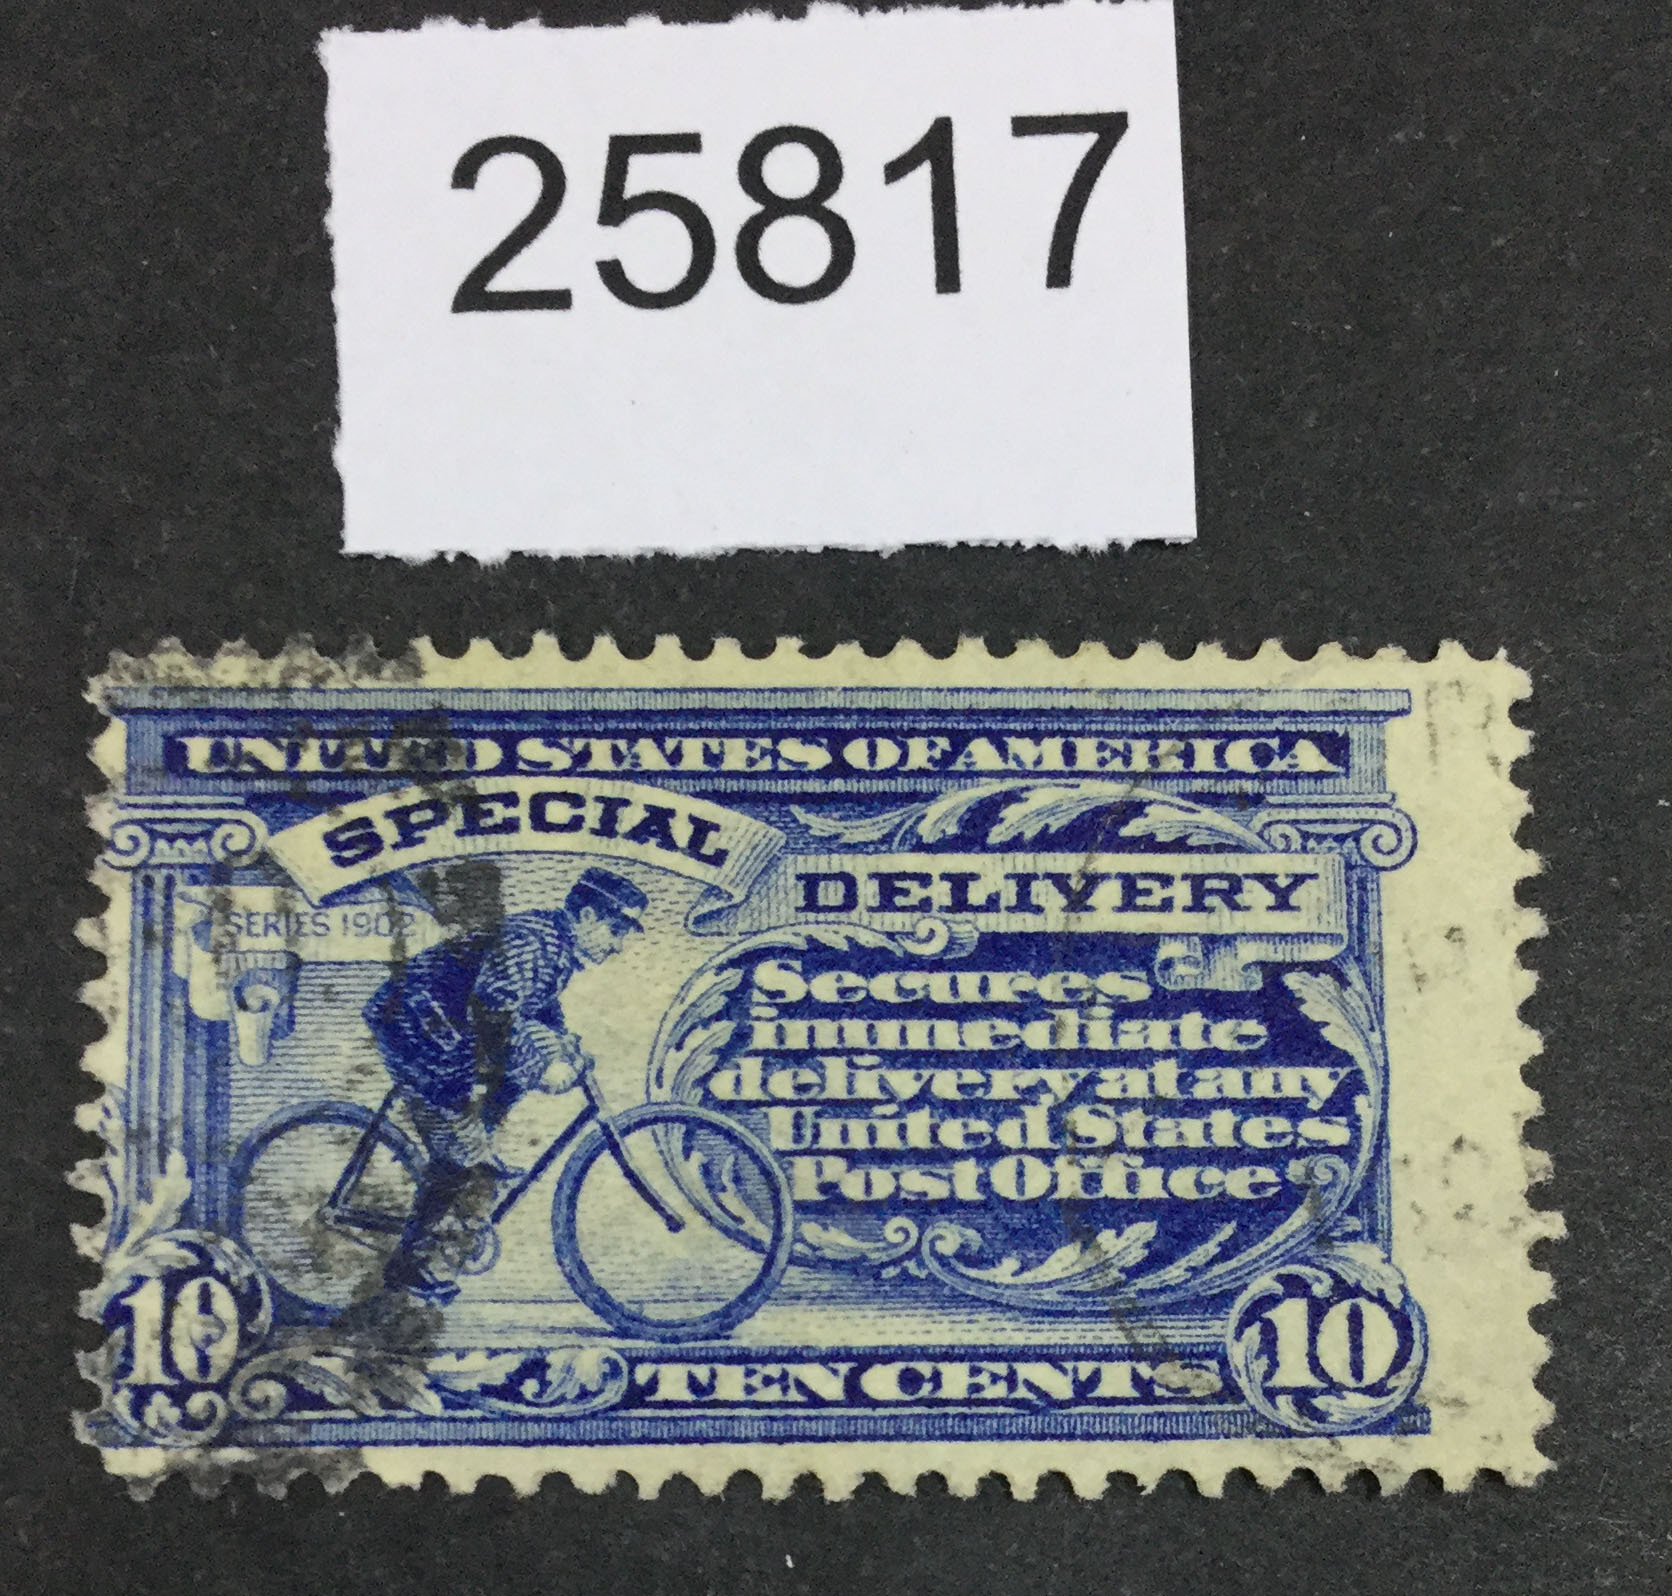 25817
UNITED STATES OF AMERICA
SPECIAL
DELIVERY
SERIES 1902
Secures
immediate
delivery at any
United States
Post Office
10
TEN CENTS
10